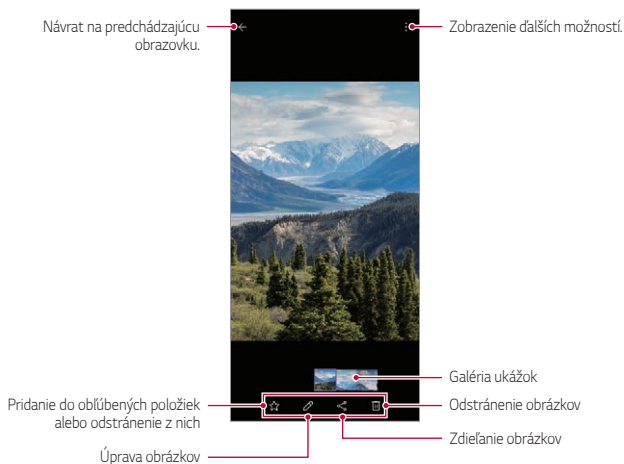 Návrat na predchádzajúcu
obrazovku.
Zobrazenie ďalších možností.
Galéria ukážok
Pridanie do obľúbených položiek
alebo odstránenie z nich
Odstránenie obrázkov
Zdieľanie obrázkov
Úprava obrázkov